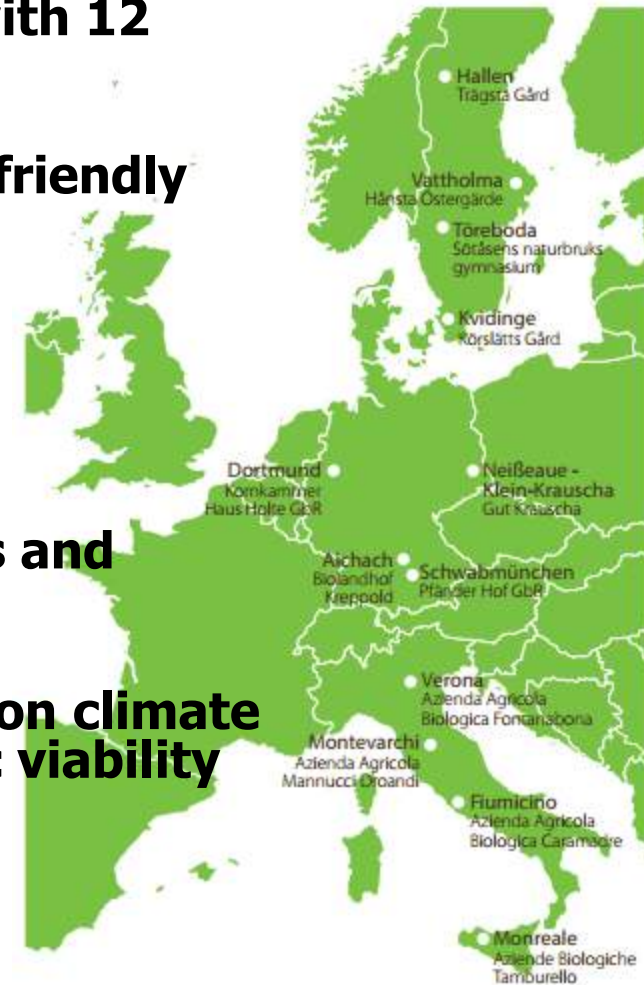 with 12
friendly
s and
on climate
viability
Hallen
Trägsta Gård
Vattholma
Hånsta Östergärde
Töreboda
Sötåsens naturbruks
gymnasium
Kvidinge
Körslätts Gård
Dortmund
Kornkammer
Haus Holte GbR
Neißeaue -
Klein-Krauscha
Gut Krauscha
Aichach
Biolandhof
Kreppold
Schwabmünchen
Pfänder Hof GbR
Verona
Azienda Agricola
Biologica Fontanabona
Montevarchi
Azienda Agricola
Mannucci Droandi
Fiumicino
Azienda Agricola
Biologica Caramadre
Monreale
Aziende Biologiche
Tamburello